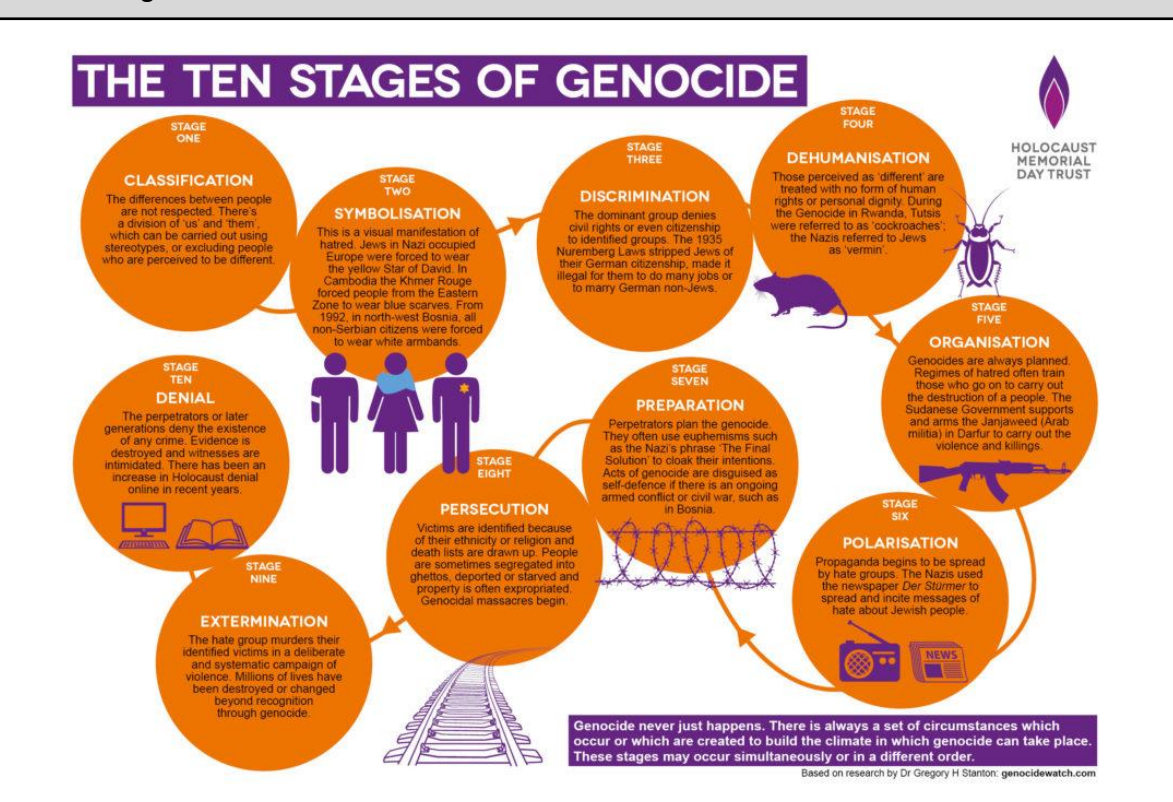 THE TEN STAGES OF GENOCIDE
HOLOCAUST
MEMORIAL
DAY TRUST
STAGE
ONE
CLASSIFICATION
The differences between people
are not respected. There's
a division of 'us' and 'them',
which can be carried out using
stereotypes, or excluding people
who are perceived to be different.
STAGE
TWO
SYMBOLISATION
This is a visual manifestation of
hatred. Jews in Nazi occupied
Europe were forced to wear
the yellow Star of David. In
Cambodia the Khmer Rouge
forced people from the Eastern
Zone to wear blue scarves. From
1992, in north-west Bosnia, all
non-Serbian citizens were forced
to wear white armbands.
STAGE
THREE
DISCRIMINATION
The dominant group denies
civil rights or even citizenship
to identified groups. The 1935
Nuremberg Laws stripped Jews of
their German citizenship, made it
illegal for them to do many jobs or
to marry German non-Jews.
STAGE
FOUR
DEHUMANISATION
Those perceived as 'different' are
treated with no form of human
rights or personal dignity. During
the Genocide in Rwanda, Tutsis
were referred to as 'cockroaches';
the Nazis referred to Jews
as 'vermin'.
STAGE
FIVE
ORGANISATION
Genocides are always planned.
Regimes of hatred often train
those who go on to carry out
the destruction of a people. The
Sudanese Government supports
and arms the Janjaweed (Arab
militia) in Darfur to carry out the
violence and killings.
STAGE
SIX
POLARISATION
Propaganda begins to be spread
by hate groups. The Nazis used
the newspaper Der Stürmer to
spread and incite messages of
hate about Jewish people.
NEWS
STAGE
SEVEN
PREPARATION
Perpetrators plan the genocide.
They often use euphemisms such
as the Nazi's phrase 'The Final
Solution' to cloak their intentions.
Acts of genocide are disguised as
self-defence if there is an ongoing
armed conflict or civil war, such as
in Bosnia.
STAGE
EIGHT
PERSECUTION
Victims are identified because
of their ethnicity or religion and
death lists are drawn up. People
are sometimes segregated into
ghettos, deported or starved and
property is often expropriated.
Genocidal massacres begin.
STAGE
NINE
EXTERMINATION
The hate group murders their
identified victims in a deliberate
and systematic campaign of
violence. Millions of lives have
been destroyed or changed
beyond recognition
through genocide.
STAGE
TEN
DENIAL
The perpetrators or later
generations deny the existence
of any crime. Evidence is
destroyed and witnesses are
intimidated. There has been an
increase in Holocaust denial
online in recent years.
Genocide never just happens. There is always a set of circumstances which
occur or which are created to build the climate in which genocide can take place.
These stages may occur simultaneously or in a different order.
Based on research by Dr Gregory H Stanton: genocidewatch.com